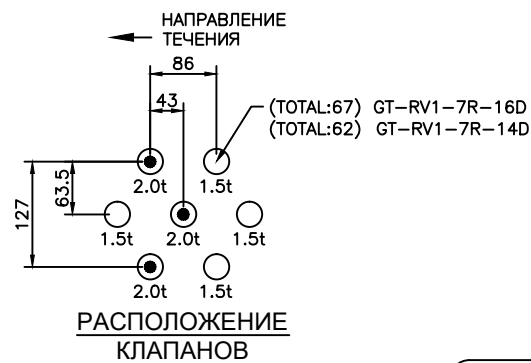 НАПРАВЛЕНИЕ
ТЕЧЕНИЯ
86
43
(TOTAL:67) GT-RV1-7R-16D
(TOTAL:62) GT-RV1-7R-14D
127
63.5
2.0t 1.5t
1.5t 2.0t 1.5t
2.0t 1.5t
РАСПОЛОЖЕНИЕ
КЛАПАНОВ